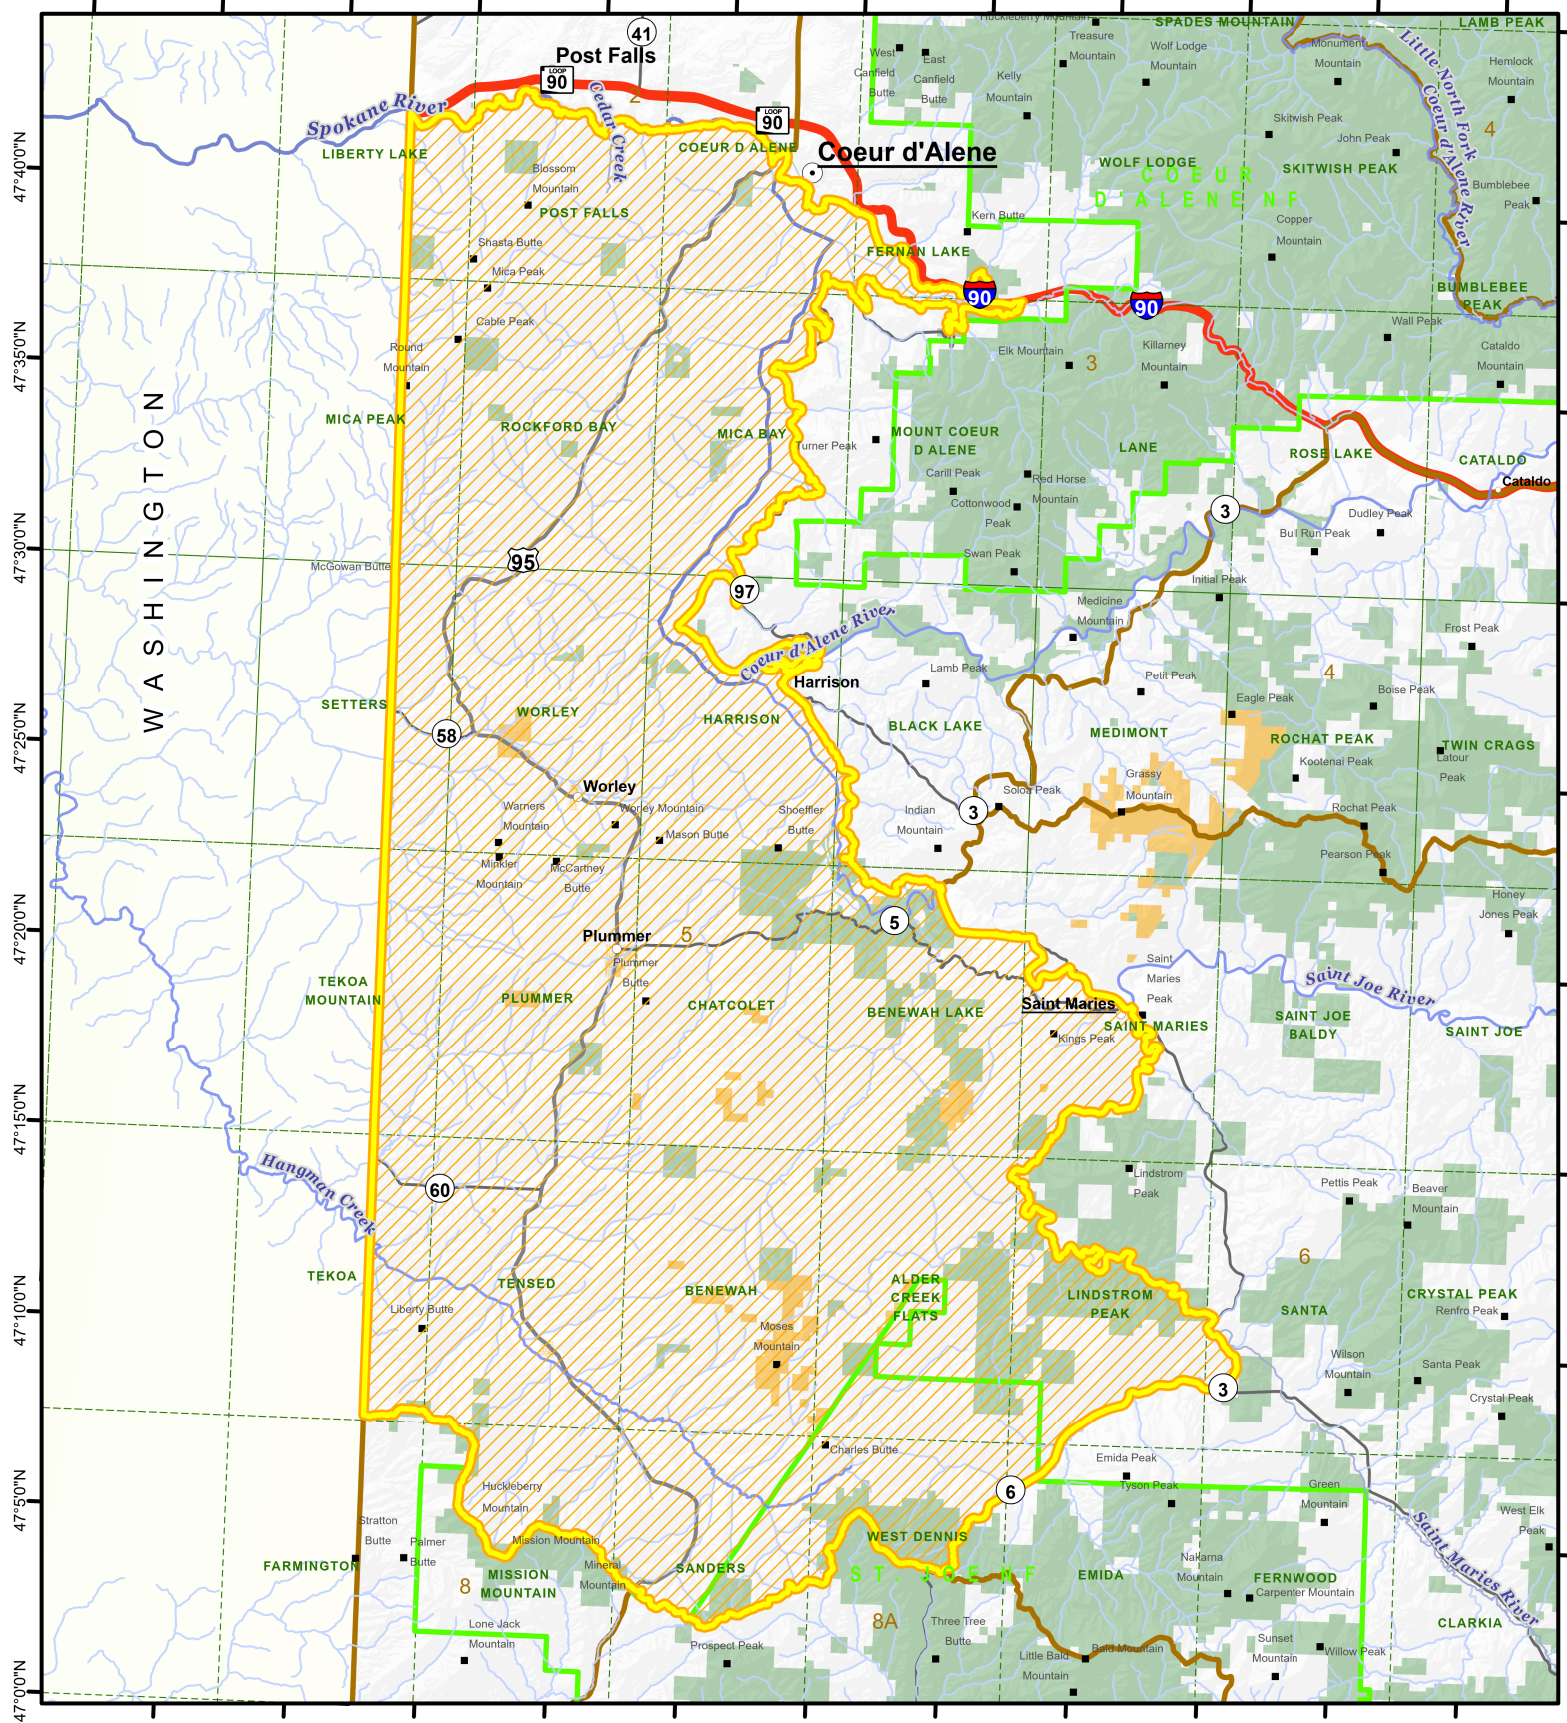 Huckleberry Mountain
SPADES MOUNTAIN
LAMB PEAK
41
Post Falls
West
Canfield
Butte
East
Canfield
Butte
Treasure
Mountain
Kelly
Mountain
Wolf Lodge
Mountain
Monument
Mountain
Little North Fork
Coeur d'Alene River
Hemlock
Mountain
LOOP
90
2
Cedar Creek
LOOP
90
Spokane River
LIBERTY LAKE
COEUR D ALENE
Coeur d'Alene
Skitwish Peak
John Peak
4
47°40'0"N
Blossom
Mountain
POST FALLS
WOLF LODGE
SKITWISH PEAK
COEUR
D'ALENE NF
Bumblebee
Peak
Kern Butte
Copper
Mountain
Shasta Butte
Mica Peak
FERNAN LAKE
90
90
BUMBLEBEE
PEAK
Cable Peak
Wall Peak
Round
Mountain
47°35'0"N
Elk Mountain
3
Killarney
Mountain
Cataldo
Mountain
WASHINGTON
MICA PEAK
ROCKFORD BAY
MICA BAY
Turner Peak
MOUNT COEUR
D ALENE
LANE
ROSE LAKE
CATALDO
Cataldo
Carill Peak
Red Horse
Mountain
Cottonwood
Peak
3
Dudley Peak
Bull Run Peak
47°30'0"N
McGowan Butte
95
Swan Peak
97
Initial Peak
Medicine
Mountain
Coeur d'Alene River
Frost Peak
Harrison
Lamb Peak
Petit Peak
4
Eagle Peak
Boise Peak
SETTERS
WORLEY
HARRISON
BLACK LAKE
MEDIMONT
ROCHAT PEAK
TWIN CRAGS
58
47°25'0"N
Kootenai Peak
Latour
Peak
Worley
Grassy
Mountain
Soloa Peak
Warners
Mountain
Worley Mountain
Mason Butte
Shoeffler
Butte
Indian
Mountain
3
Rochat Peak
Minkler
Mountain
McCartney
Butte
Pearson Peak
Honey
Jones Peak
5
47°20'0"N
Plummer
5
Plummer
Butte
Saint
Maries
Peak
Saint Joe River
TEKOA
MOUNTAIN
PLUMMER
CHATCOLET
BENEWAH LAKE
Saint Maries
SAINT MARIES
Kings Peak
SAINT JOE
BALDY
SAINT JOE
47°15'0"N
Hangman Creek
60
Lindstrom
Peak
Pettis Peak
Beaver
Mountain
6
TEKOA
TENSED
BENEWAH
ALDER
CREEK
FLATS
LINDSTROM
PEAK
SANTA
CRYSTAL PEAK
Renfro Peak
47°10'0"N
Liberty Butte
Moses
Mountain
Wilson
Mountain
Santa Peak
3
Crystal Peak
Charles Butte
Emida Peak
Tyson Peak
6
Green
Mountain
47°5'0"N
Huckleberry
Mountain
West Elk
Peak
Stratton
Butte
Palmer
Butte
Mission Mountain
WEST DENNIS
Saint Maries River
FARMINGTON
Mineral
Mountain
SANDERS
ST JOE NF
EMIDA
Nakarna
Mountain
FERNWOOD
Carpenter Mountain
8
MISSION
MOUNTAIN
8A
CLARKIA
Lone Jack
Mountain
Three Tree
Butte
Prospect Peak
Little Bald
Mountain
Bald Mountain
Sunset
Mountain
Willow Peak
47°0'0"N